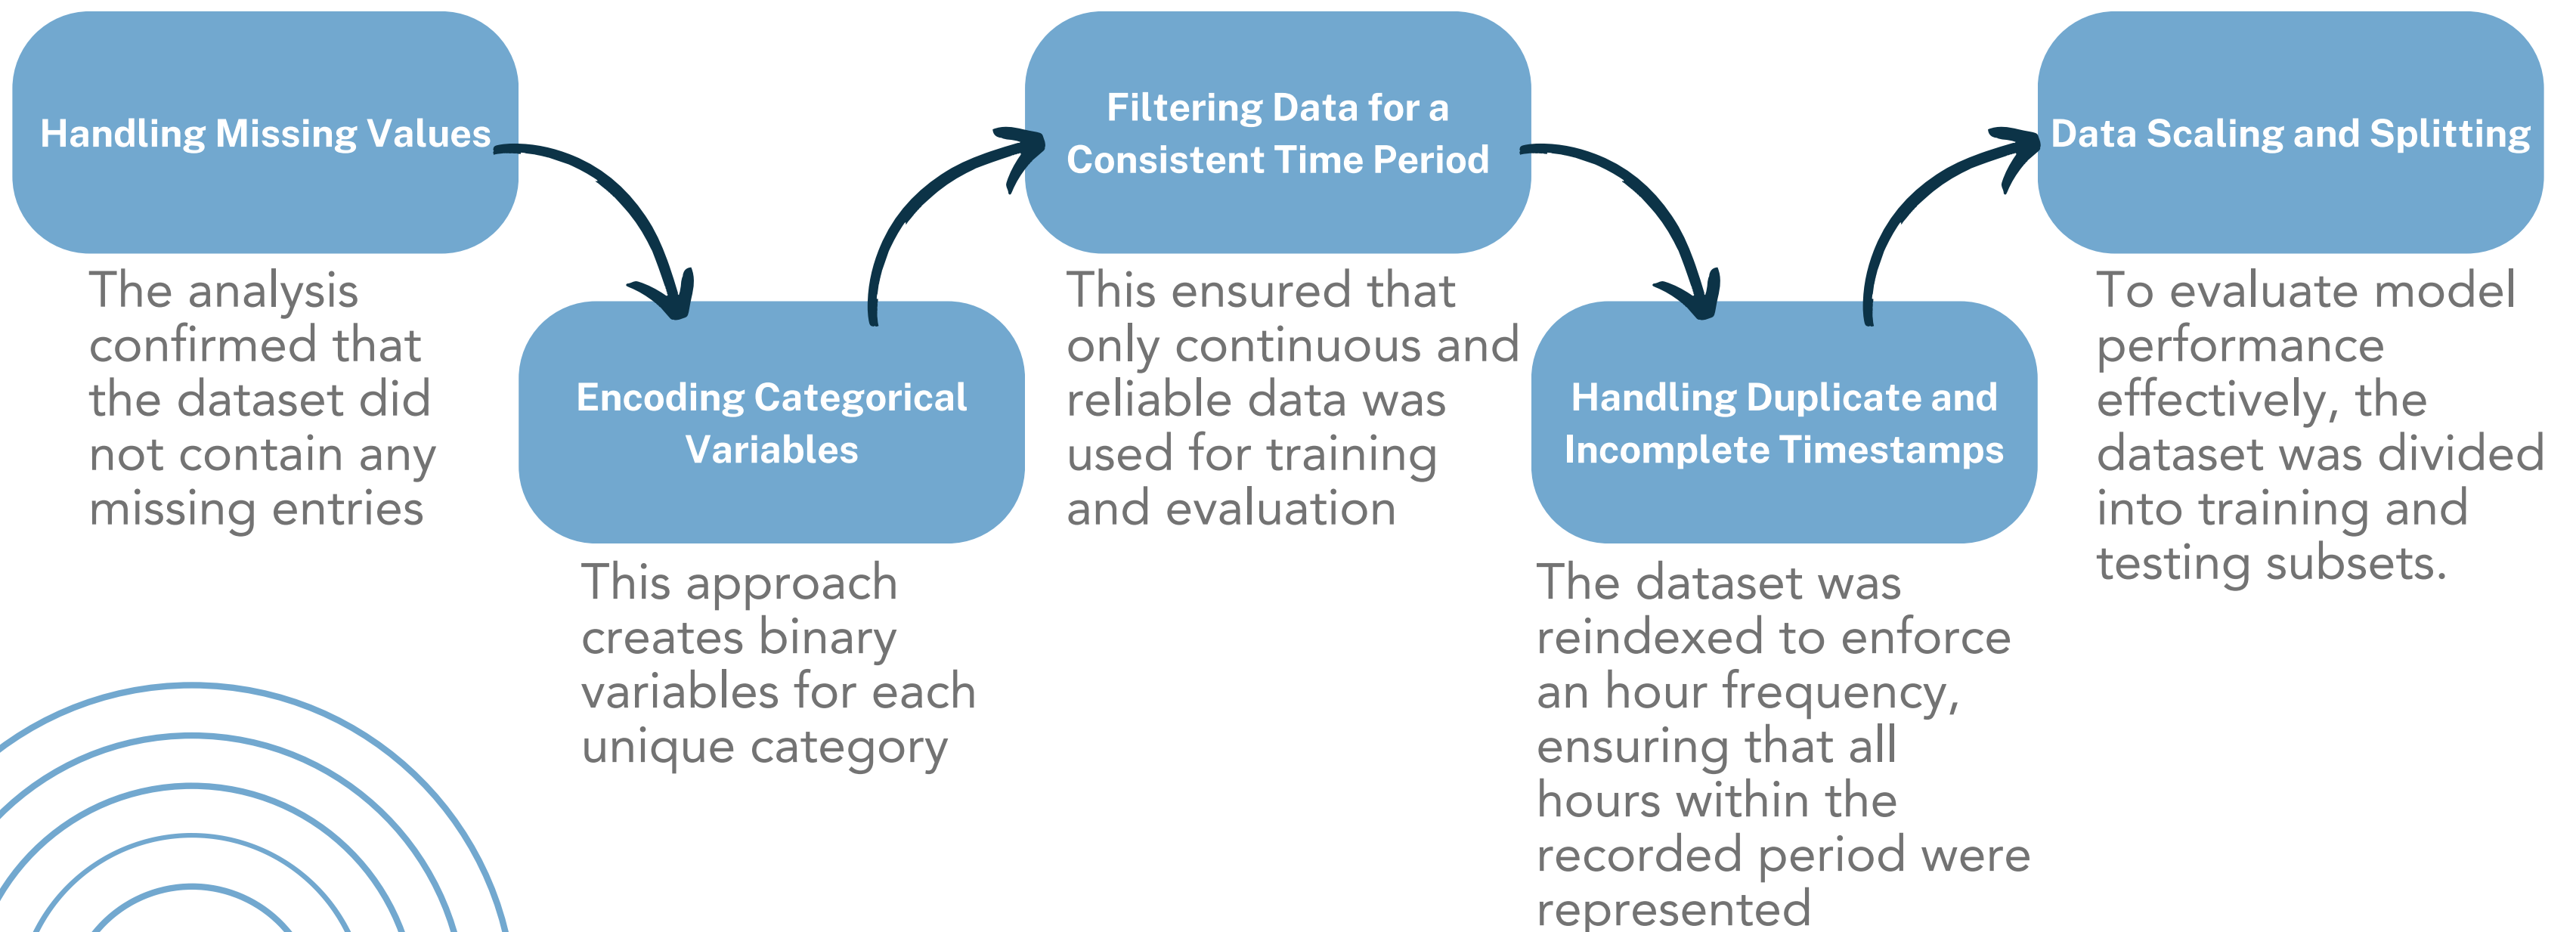 Handling Missing Values
The analysis
confirmed that
the dataset did
not contain any
missing entries
Encoding Categorical
Variables
This approach
creates binary
variables for each
unique category
Filtering Data for a
Consistent Time Period
This ensured that
only continuous and
reliable data was
used for training
and evaluation
Handling Duplicate and
Incomplete Timestamps
The dataset was
reindexed to enforce
an hour frequency,
ensuring that all
hours within the
recorded period were
represented
Data Scaling and Splitting
To evaluate model
performance
effectively, the
dataset was divided
into training and
testing subsets.